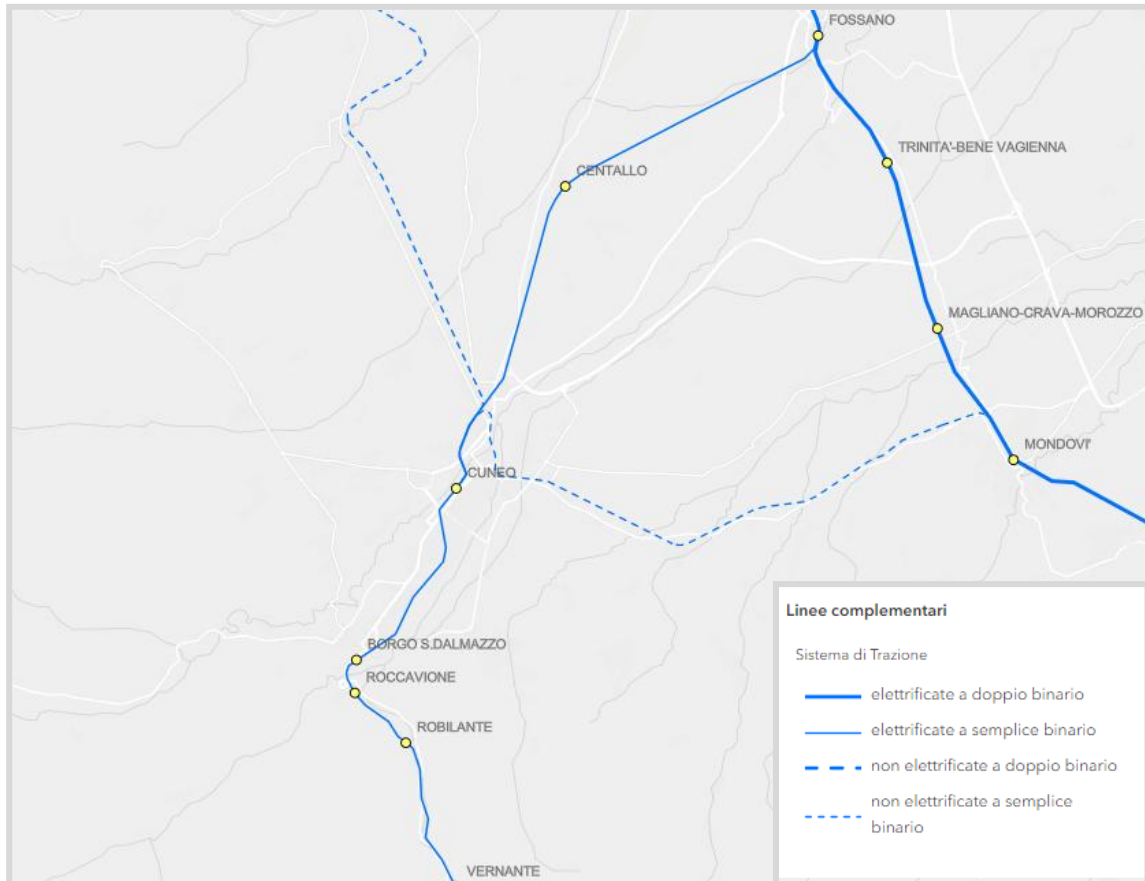 FOSSANO
TRINITA'-BENE VAGIENNA
CENTALLO
MAGLIANO-CRAVA-MOROZZO
MONDOVI'
CUNEO
BORGO S.DALMAZZO
ROCCAVIONE
ROBILANTE
VERNANTE
Linee complementari
Sistema di Trazione
elettrificate a doppio binario
elettrificate a semplice binario
non elettrificate a doppio binario
non elettrificate a semplice
binario